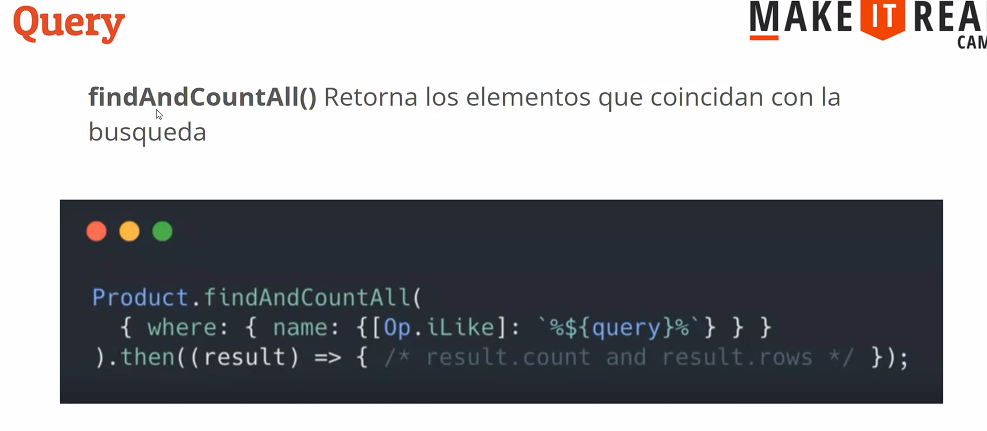 Query
MAKE IT REA
CAM
findAndCountAll() Retorna los elementos que coincidan con la
busqueda
Product.findAndCountAll(
{ where: { name: {[Op.iLike]: `%${query}%`} } }
).then((result) => { /* result.count and result.rows */ });